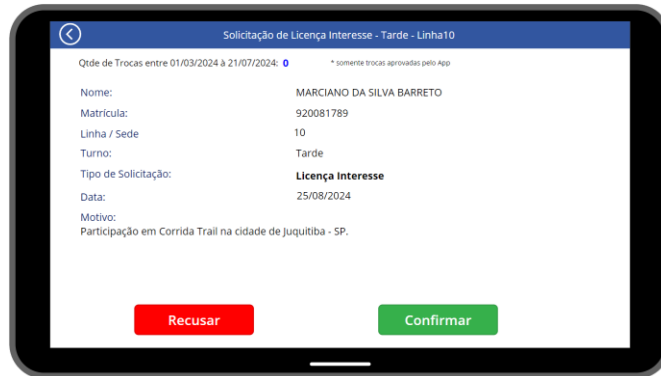 Solicitação de Licença Interesse - Tarde - Linha10
Qtde de Trocas entre 01/03/2024 à 21/07/2024: 0 * somente trocas aprovadas pelo App
Nome: MARCIANO DA SILVA BARRETO
Matrícula: 920081789
Linha / Sede 10
Turno: Tarde
Tipo de Solicitação: Licença Interesse
Data: 25/08/2024
Motivo:
Participação em Corrida Trail na cidade de Juquitiba - SP.
Recusar Confirmar